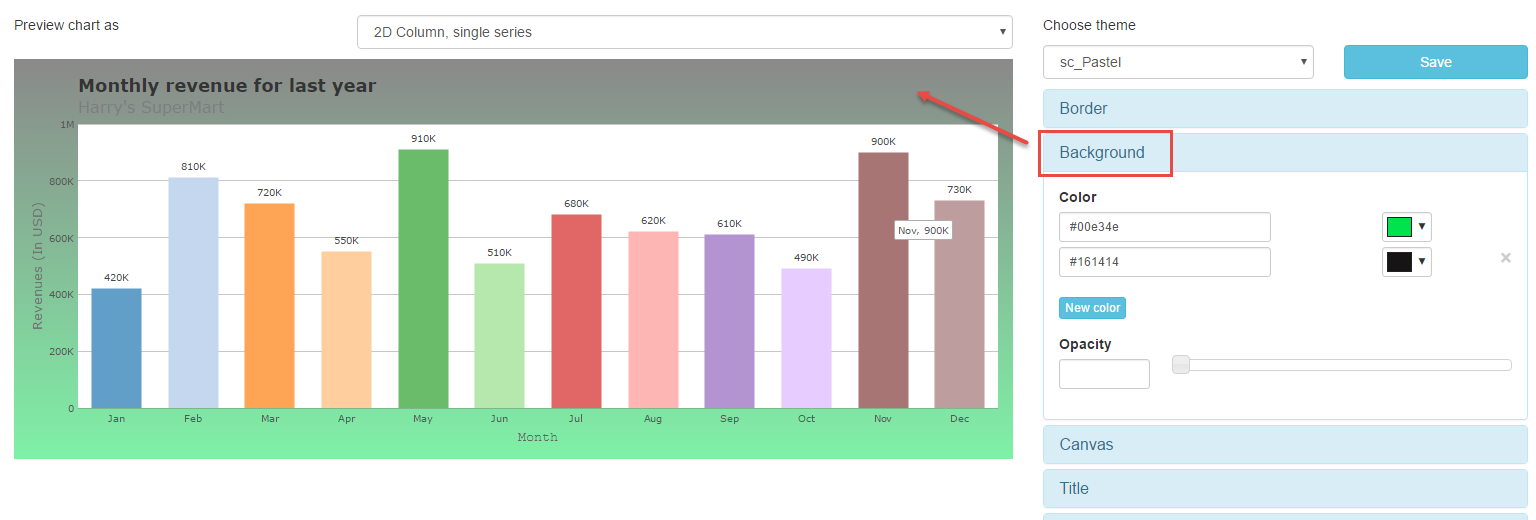 Preview chart as
2D Column, single series
Monthly revenue for last year
Harry's SuperMart
Revenues (In USD)
1M
800K
600K
400K
200K
0
420K
810K
720K
550K
910K
510K
680K
620K
610K
490K
900K
730K
Nov, 900K
Jan Feb Mar Apr May Jun Jul Aug Sep Oct Nov Dec
Month
Choose theme
sc_Pastel
Save
Border
Background
Color
#00e34e
#161414
×
New color
Opacity
Canvas
Title